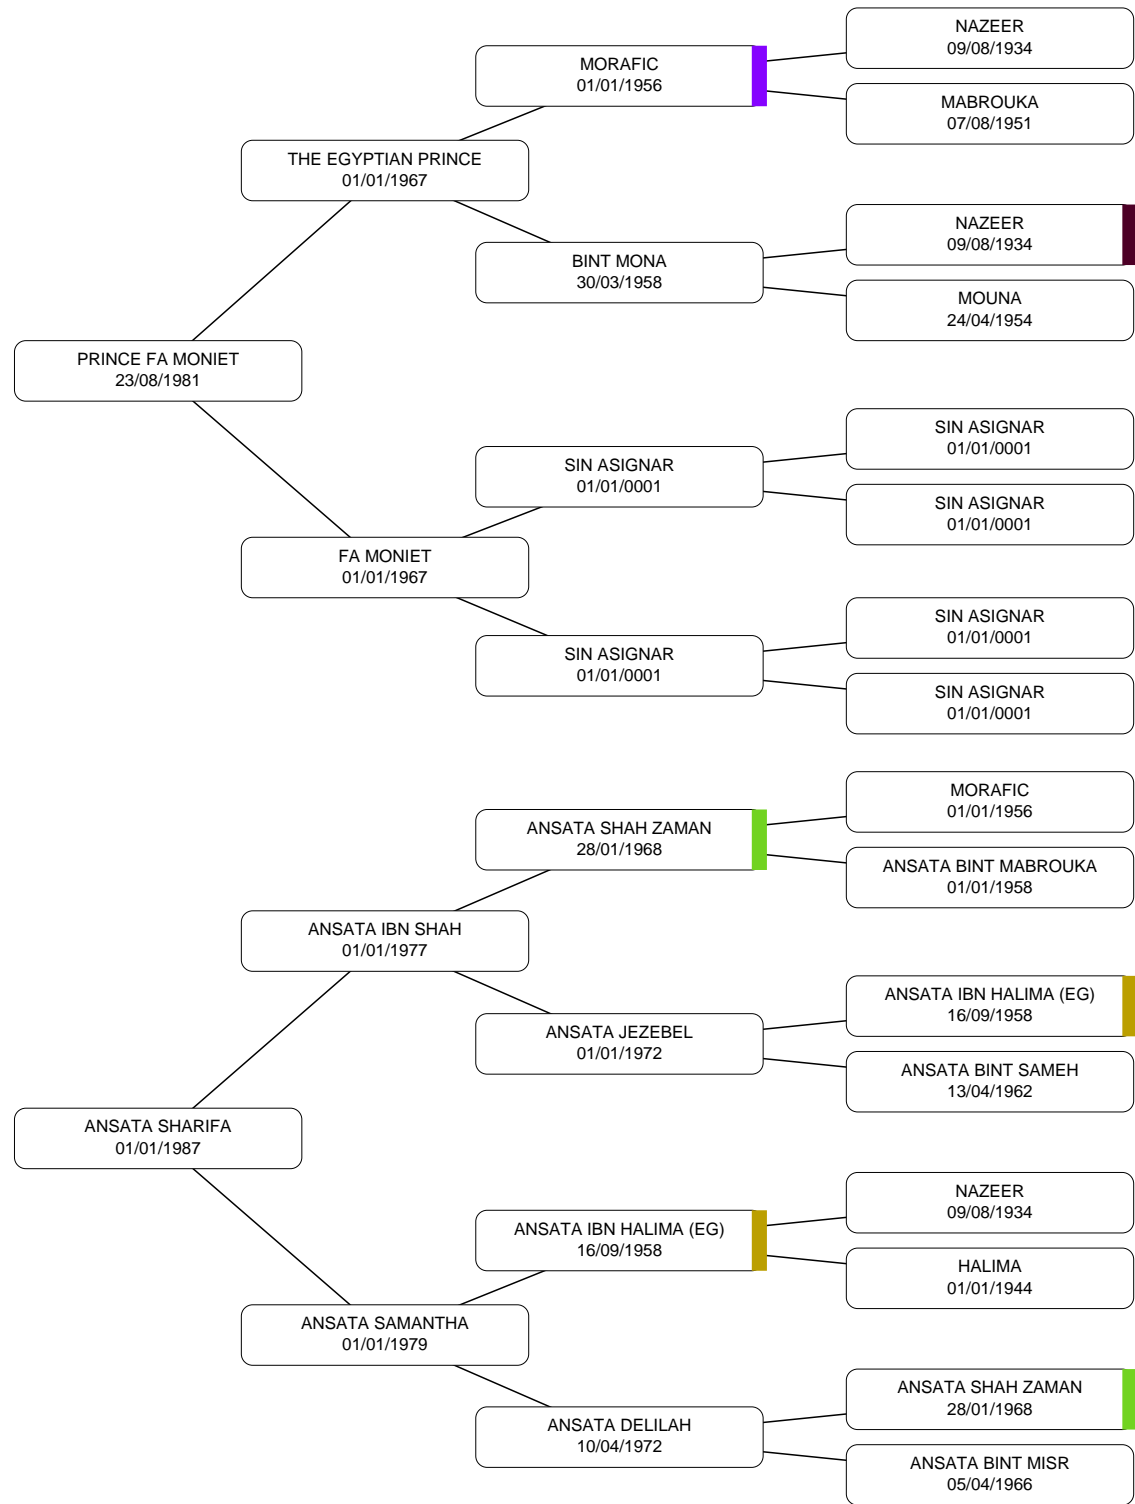 NAZEER
09/08/1934
MORAFIC
01/01/1956
MABROUKA
07/08/1951
THE EGYPTIAN PRINCE
01/01/1967
NAZEER
09/08/1934
BINT MONA
30/03/1958
MOUNA
24/04/1954
PRINCE FA MONIET
23/08/1981
SIN ASIGNAR
01/01/0001
SIN ASIGNAR
01/01/0001
SIN ASIGNAR
01/01/0001
FA MONIET
01/01/1967
SIN ASIGNAR
01/01/0001
SIN ASIGNAR
01/01/0001
SIN ASIGNAR
01/01/0001
MORAFIC
01/01/1956
ANSATA SHAH ZAMAN
28/01/1968
ANSATA BINT MABROUKA
01/01/1958
ANSATA IBN SHAH
01/01/1977
ANSATA IBN HALIMA (EG)
16/09/1958
ANSATA JEZEBEL
01/01/1972
ANSATA BINT SAMEH
13/04/1962
ANSATA SHARIFA
01/01/1987
NAZEER
09/08/1934
ANSATA IBN HALIMA (EG)
16/09/1958
HALIMA
01/01/1944
ANSATA SAMANTHA
01/01/1979
ANSATA SHAH ZAMAN
28/01/1968
ANSATA DELILAH
10/04/1972
ANSATA BINT MISR
05/04/1966